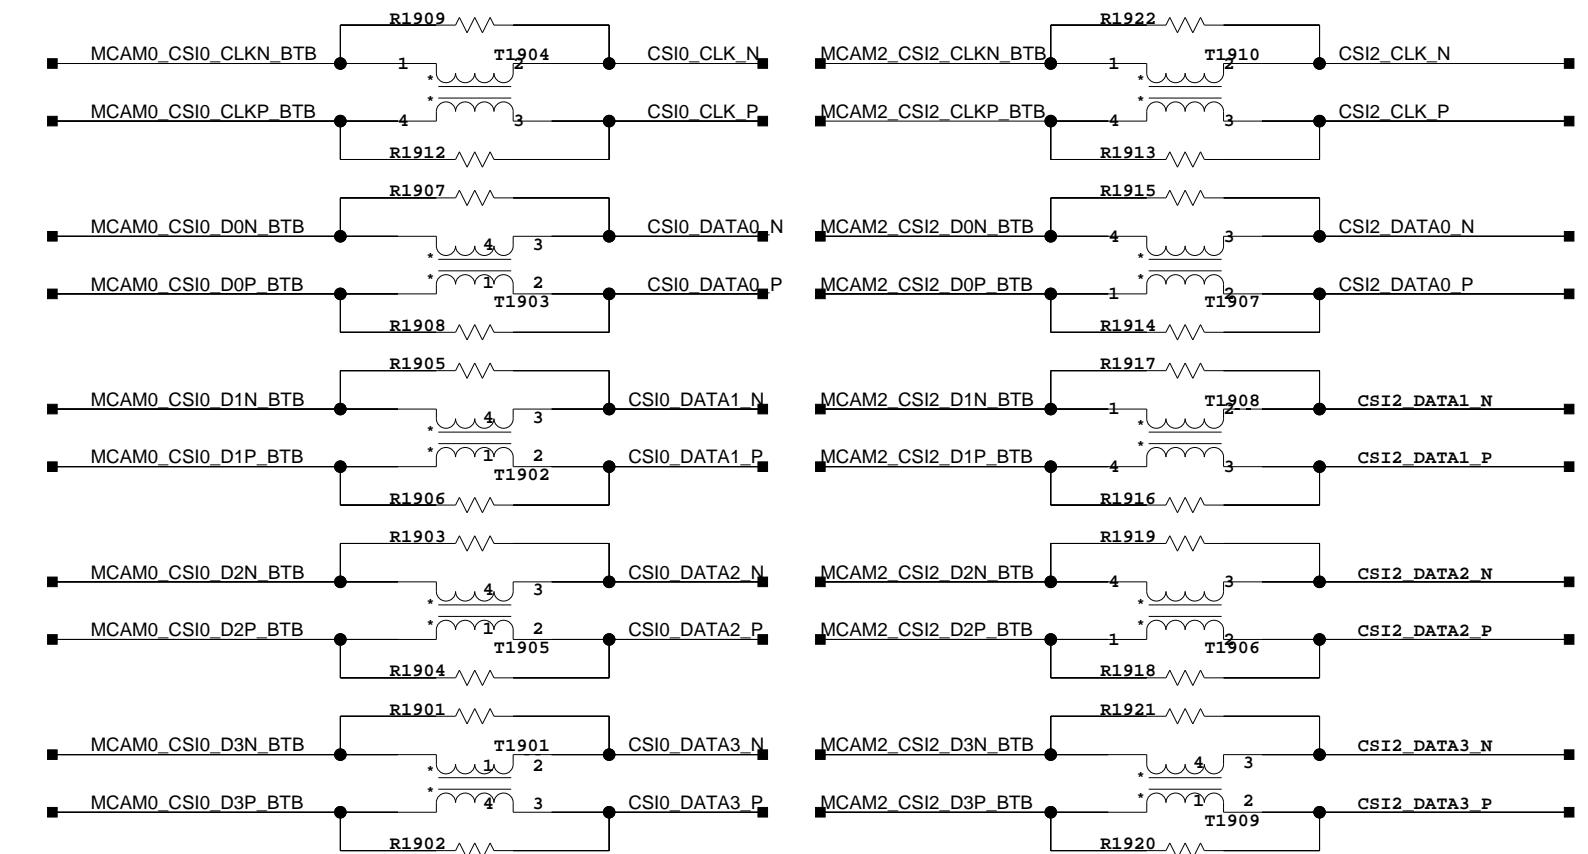 R1909 R1922
MCAM0_CSI0_CLKN_BTB 1 T1904 2 CSI0_CLK_N MCAM2_CSI2_CLKN_BTB 1 T1910 2 CSI2_CLK_N
* *
* *
MCAM0_CSI0_CLKP_BTB 4 3 CSI0_CLK_P MCAM2_CSI2_CLKP_BTB 4 3 CSI2_CLK_P
R1912 R1913
R1907 R1915
MCAM0_CSI0_D0N_BTB 4 3 CSI0_DATA0_N MCAM2_CSI2_D0N_BTB 4 3 CSI2_DATA0_N
* *
* *
MCAM0_CSI0_D0P_BTB 1 2 CSI0_DATA0_P MCAM2_CSI2_D0P_BTB 1 2 CSI2_DATA0_P
T1903 T1907
R1908 R1914
R1905 R1917
MCAM0_CSI0_D1N_BTB 4 3 CSI0_DATA1_N MCAM2_CSI2_D1N_BTB 1 T1908 2 CSI2_DATA1_N
* *
* *
MCAM0_CSI0_D1P_BTB 1 2 CSI0_DATA1_P MCAM2_CSI2_D1P_BTB 4 3 CSI2_DATA1_P
T1902
R1906 R1916
R1903 R1919
MCAM0_CSI0_D2N_BTB 4 3 CSI0_DATA2_N MCAM2_CSI2_D2N_BTB 4 3 CSI2_DATA2_N
* *
* *
MCAM0_CSI0_D2P_BTB 1 2 CSI0_DATA2_P MCAM2_CSI2_D2P_BTB 1 2 CSI2_DATA2_P
T1905 T1906
R1904 R1918
R1901 R1921
MCAM0_CSI0_D3N_BTB T1901 1 2 CSI0_DATA3_N MCAM2_CSI2_D3N_BTB 4 3 CSI2_DATA3_N
* *
* *
MCAM0_CSI0_D3P_BTB 4 3 CSI0_DATA3_P MCAM2_CSI2_D3P_BTB 1 2 CSI2_DATA3_P
T1909
R1902 R1920